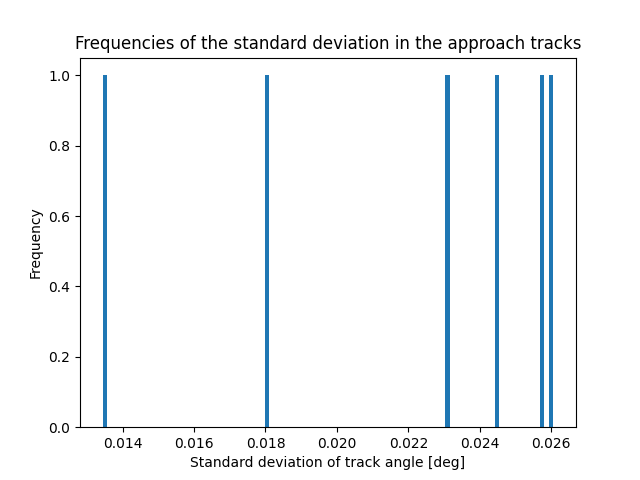 Frequencies of the standard deviation in the approach tracks
1.0
0.8
0.6
0.4
0.2
0.0
Frequency
0.014 0.016 0.018 0.020 0.022 0.024 0.026
Standard deviation of track angle [deg]